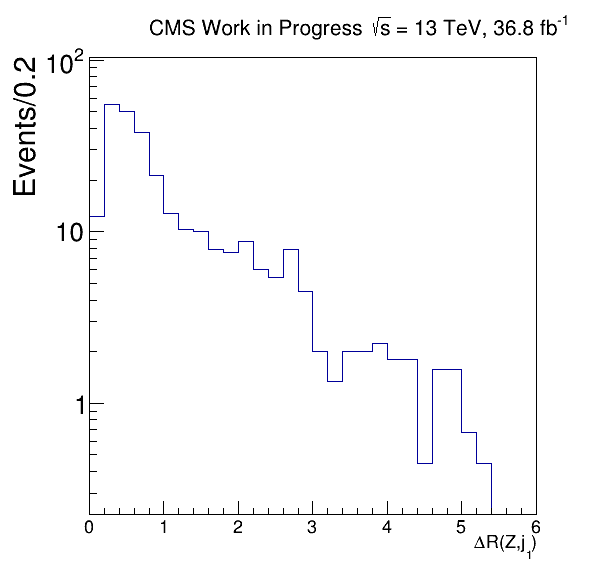 CMS Work in Progress √s = 13 TeV, 36.8 fb⁻¹
Events/0.2
10²
10
1
0 1 2 3 4 5 6
ΔR(Z,j₁)